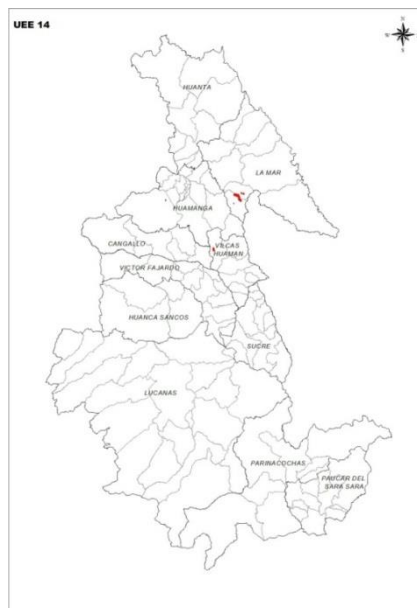 UEE 14
N
W
E
S
HUANTA
LA MAR
HUAMANGA
CANGALLO
VILCAS
HUAMAN
VICTOR FAJARDO
HUANCA SANCOS
SUCRE
LUCANAS
PARINACOCHAS
PAUCAR DEL
SARA SARA